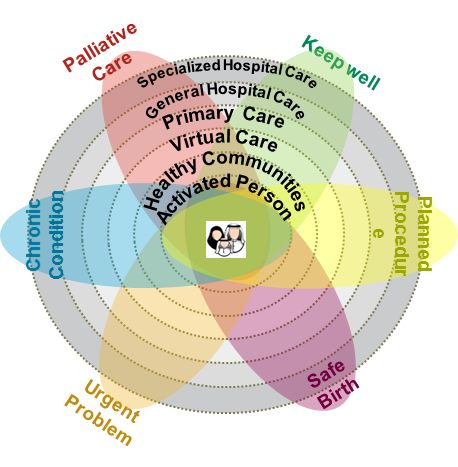 Palliative
Care
Keep well
Specialized Hospital Care
General Hospital Care
Primary Care
Virtual Care
Healthy Communities
Activated Person
Chronic
Condition
Planned
Procedur
e
Urgent
Problem
Safe
Birth